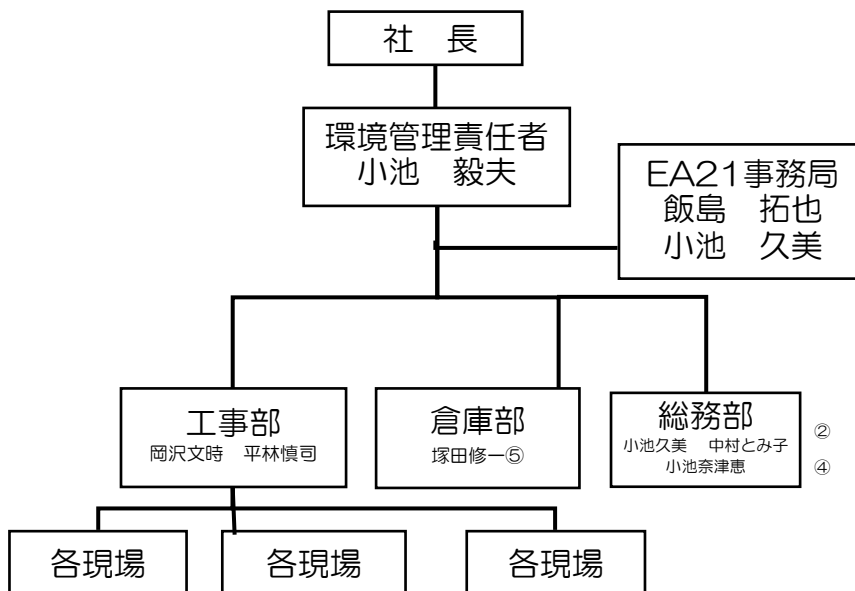 社　長
環境管理責任者
小池　毅夫
EA21事務局
飯島　拓也
小池　久美
工事部
岡沢文時　平林慎司
倉庫部
塚田修一⑤
総務部
小池久美　中村とみ子
小池奈津恵
②
④
各現場
各現場
各現場